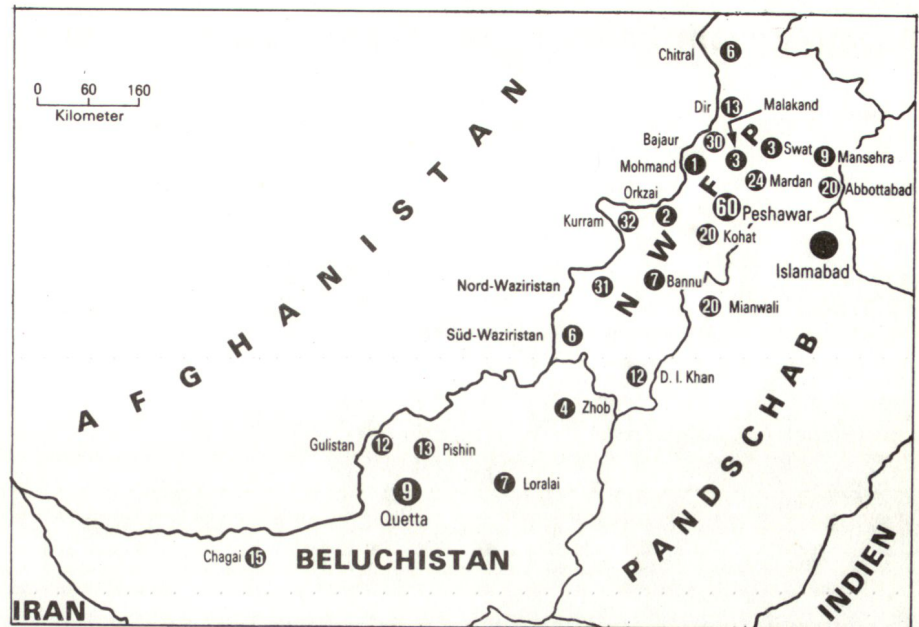 Chitral 6
0 60 160
Kilometer
Dir 13 Malakand
Bajaur 30
3
3 Swat
9 Mansehra
Mohmand 1
24 Mardan
20 Abbottabad
Orkzai
2
60 Peshawar
Kurram 32
20 Kohat
Islamabad
Nord-Waziristan 31
7 Bannu
20 Mianwali
Süd-Waziristan 6
12 D. I. Khan
4 Zhob
Gulistan 12
13 Pishin
7 Loralai
9
Quetta
Chagai 15
AFGHANISTAN
NWFP
PANDSCHAB
BELUCHISTAN
INDIEN
IRAN